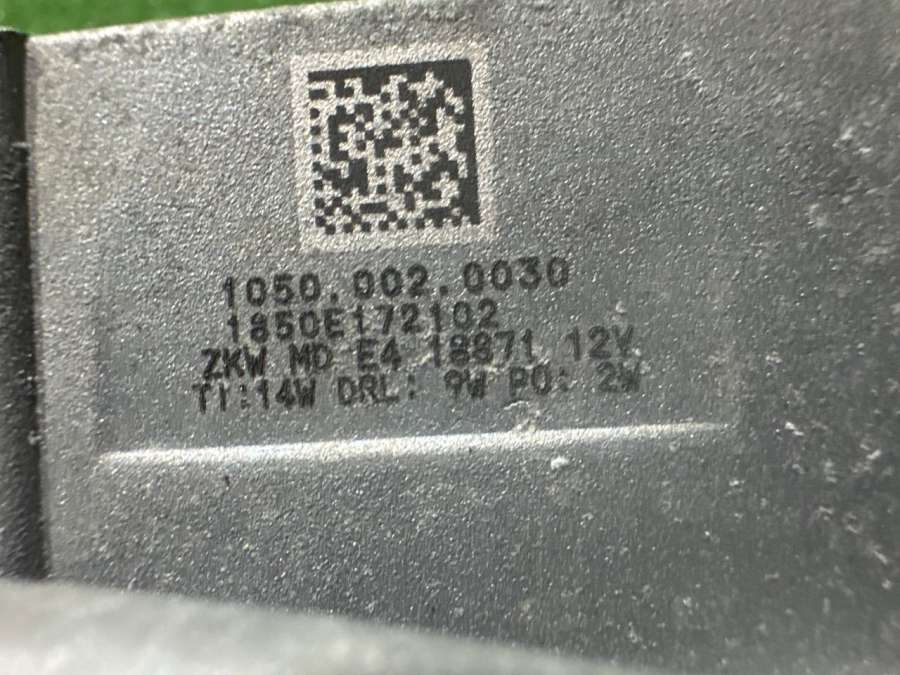 1050.002.0030
1850E172102
ZKW MD E4 18871 12V
TI:14W DRL: 9W PO: 2W